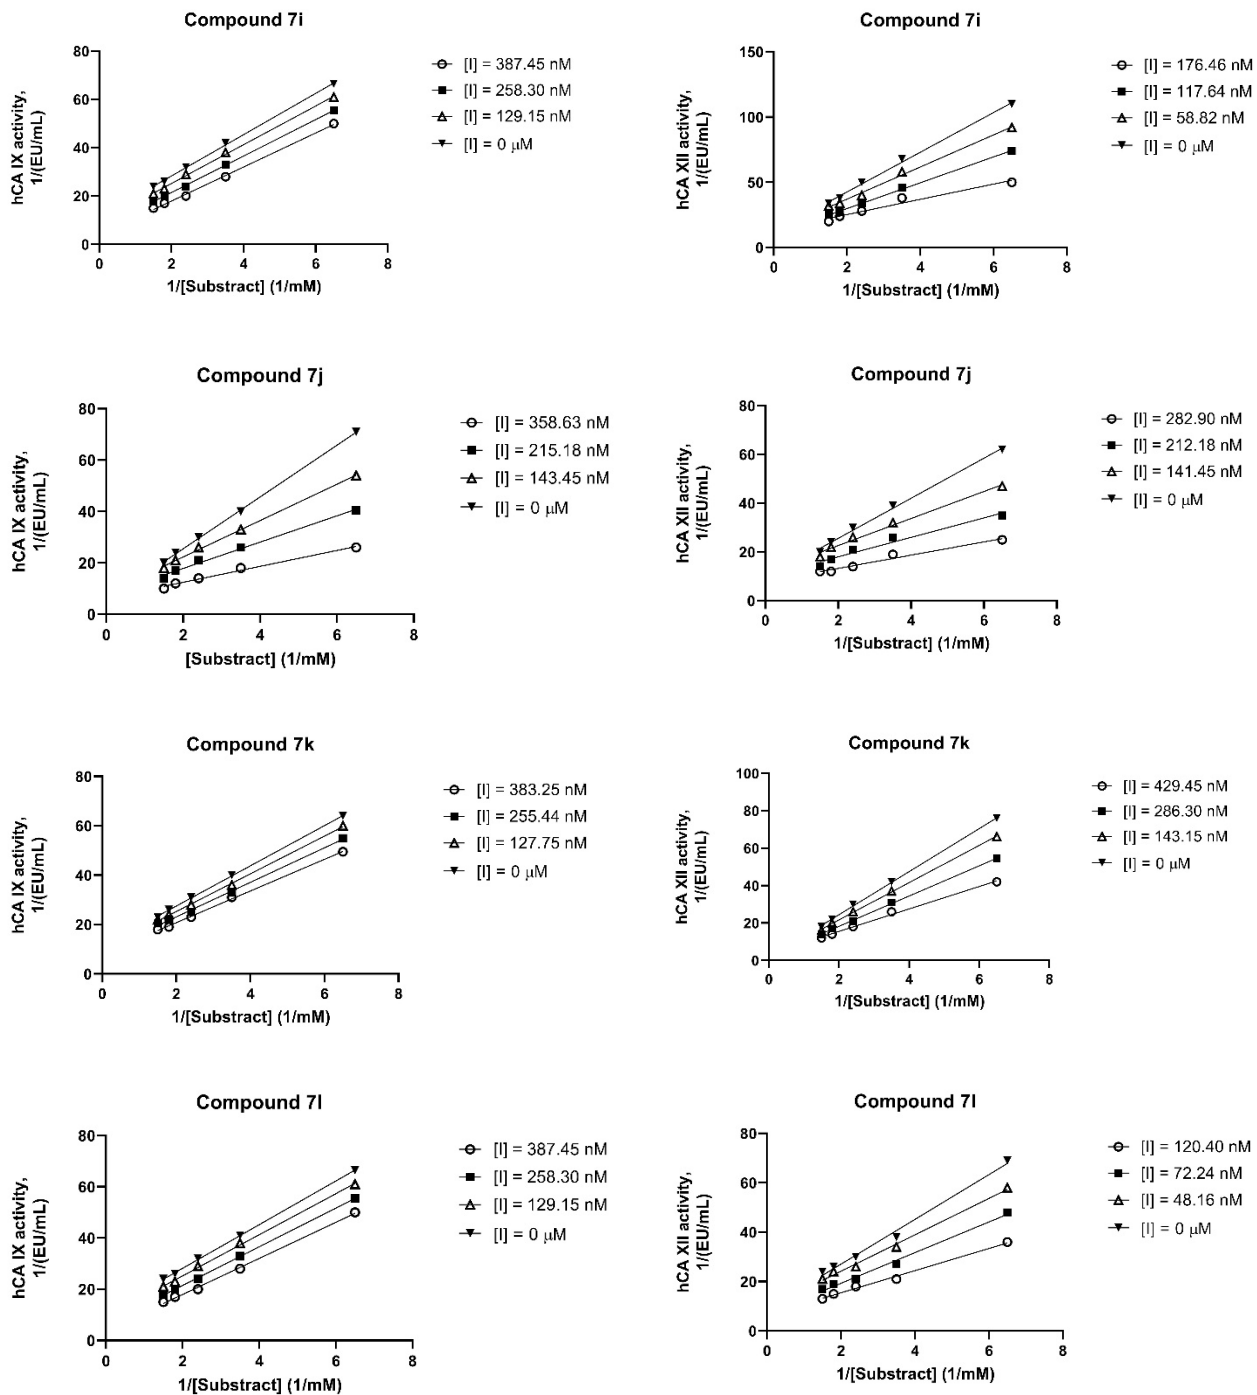 Compound 7i
hCA IX activity,
1/(EU/mL)
80
60
40
20
0
0 2 4 6 8
1/[Substract] (1/mM)
[I] = 387.45 nM
[I] = 258.30 nM
[I] = 129.15 nM
[I] = 0 μM
Compound 7i
hCA XII activity,
1/(EU/mL)
150
100
50
0
0 2 4 6 8
1/[Substract] (1/mM)
[I] = 176.46 nM
[I] = 117.64 nM
[I] = 58.82 nM
[I] = 0 μM
Compound 7j
hCA IX activity,
1/(EU/mL)
80
60
40
20
0
0 2 4 6 8
[Substract] (1/mM)
[I] = 358.63 nM
[I] = 215.18 nM
[I] = 143.45 nM
[I] = 0 μM
Compound 7j
hCA XII activity,
1/(EU/mL)
80
60
40
20
0
0 2 4 6 8
1/[Substract] (1/mM)
[I] = 282.90 nM
[I] = 212.18 nM
[I] = 141.45 nM
[I] = 0 μM
Compound 7k
hCA IX activity,
1/(EU/mL)
80
60
40
20
0
0 2 4 6 8
1/[Substract] (1/mM)
[I] = 383.25 nM
[I] = 255.44 nM
[I] = 127.75 nM
[I] = 0 μM
Compound 7k
hCA XII activity,
1/(EU/mL)
100
80
60
40
20
0
0 2 4 6 8
1/[Substract] (1/mM)
[I] = 429.45 nM
[I] = 286.30 nM
[I] = 143.15 nM
[I] = 0 μM
Compound 7l
hCA IX activity,
1/(EU/mL)
80
60
40
20
0
0 2 4 6 8
1/[Substract] (1/mM)
[I] = 387.45 nM
[I] = 258.30 nM
[I] = 129.15 nM
[I] = 0 μM
Compound 7l
hCA XII activity,
1/(EU/mL)
80
60
40
20
0
0 2 4 6 8
1/[Substract] (1/mM)
[I] = 120.40 nM
[I] = 72.24 nM
[I] = 48.16 nM
[I] = 0 μM